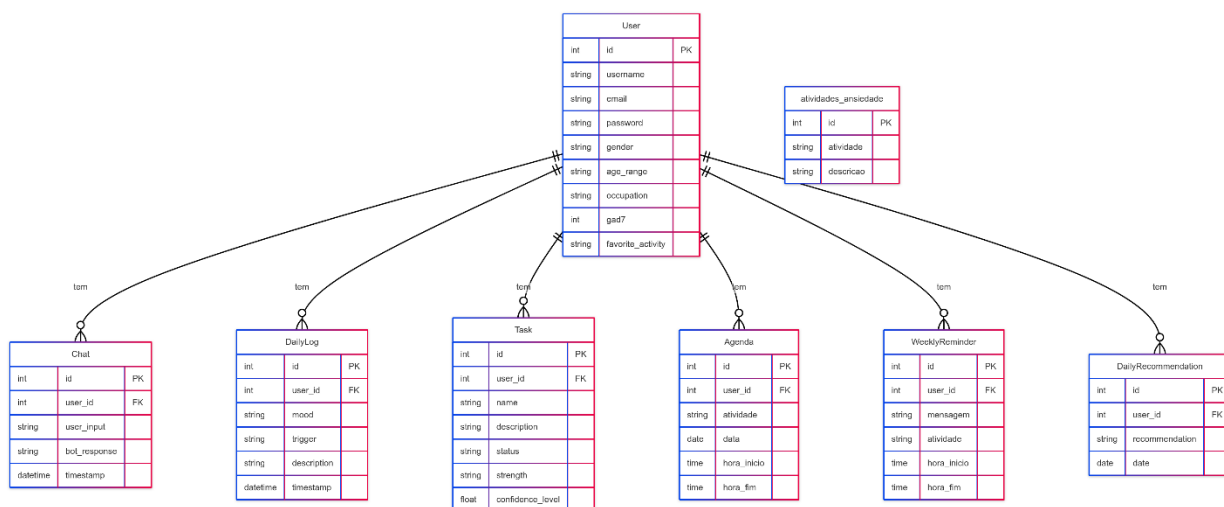 User
int id PK
string username
string email
string password
string gender
string age_range
string occupation
int gad7
string favorite_activity
atividades_ansiedade
int id PK
string atividade
string descricao
tem
tem
tem
tem
tem
tem
Chat
int id PK
int user_id FK
string user_input
string bot_response
datetime timestamp
DailyLog
int id PK
int user_id FK
string mood
string trigger
string description
datetime timestamp
Task
int id PK
int user_id FK
string name
string description
string status
string strength
float confidence_level
Agenda
int id PK
int user_id FK
string atividade
date data
time hora_inicio
time hora_fim
WeeklyReminder
int id PK
int user_id FK
string mensagem
string atividade
time hora_inicio
time hora_fim
DailyRecommendation
int id PK
int user_id FK
string recommendation
date date